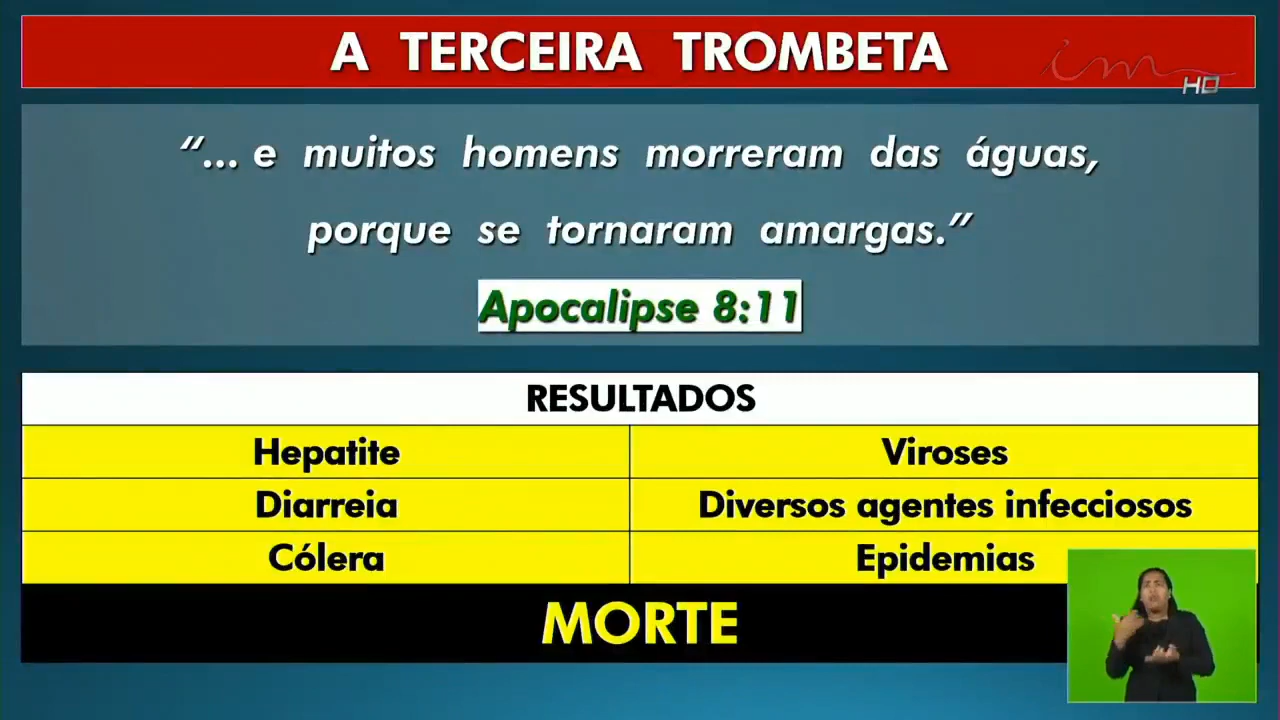 A TERCEIRA TROMBETA
im
HD
“... e muitos homens morreram das águas,
porque se tornaram amargas.”
Apocalipse 8:11
RESULTADOS
Hepatite
Viroses
Diarreia
Diversos agentes infecciosos
Cólera
Epidemias
MORTE